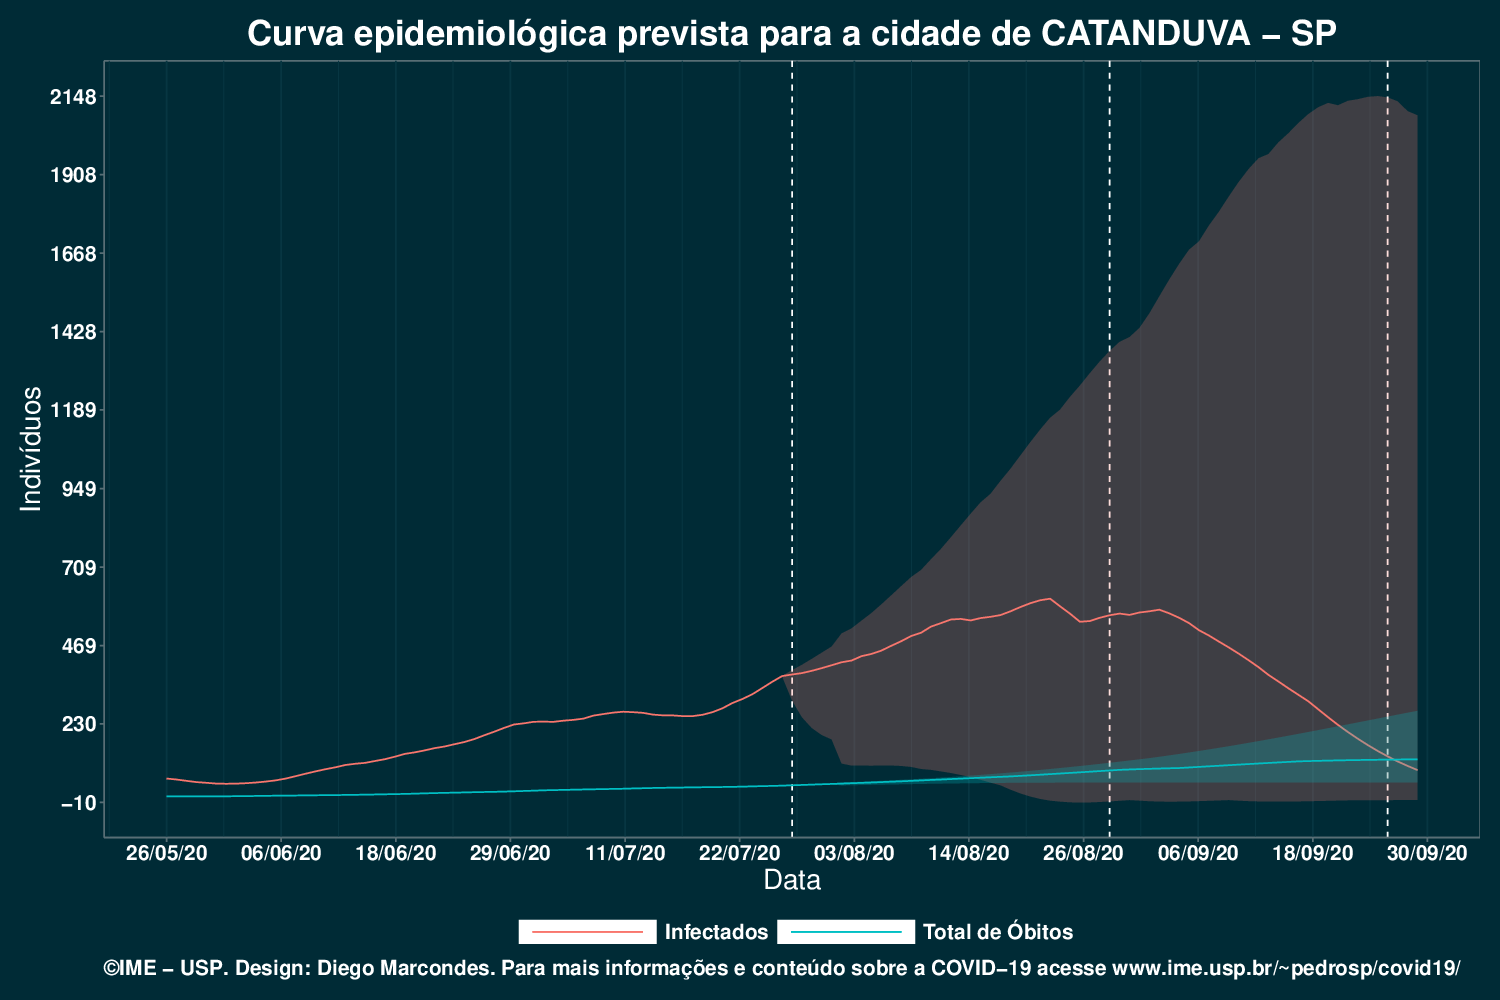 Curva epidemiológica prevista para a cidade de CATANDUVA – SP
2148
1908
1668
1428
1189
949
709
469
230
−10
Indivíduos
26/05/20 06/06/20 18/06/20 29/06/20 11/07/20 22/07/20 03/08/20 14/08/20 26/08/20 06/09/20 18/09/20 30/09/20
Data
Infectados Total de Óbitos
©IME – USP. Design: Diego Marcondes. Para mais informações e conteúdo sobre a COVID−19 acesse www.ime.usp.br/~pedrosp/covid19/